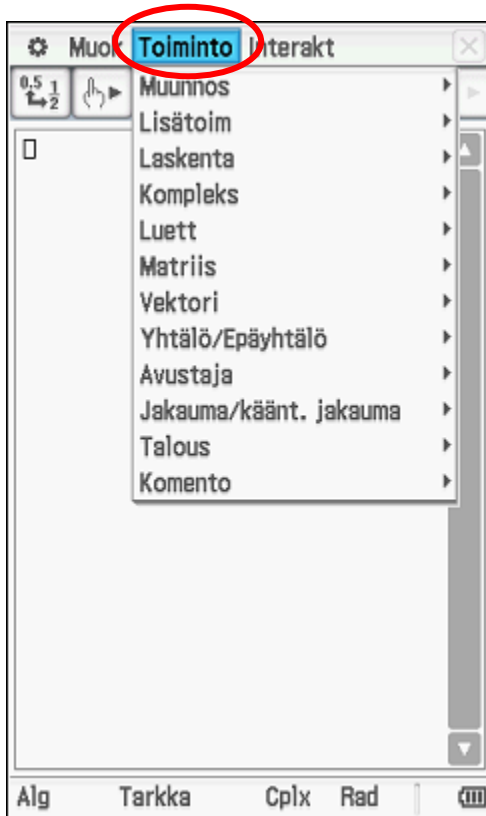 Muok Toiminto Interakt
0,5 1
2
Muunnos
Lisätoim
Laskenta
Kompleks
Luett
Matriis
Vektori
Yhtälö/Epäyhtälö
Avustaja
Jakauma/käänt. jakauma
Talous
Komento
Alg Tarkka Cplx Rad